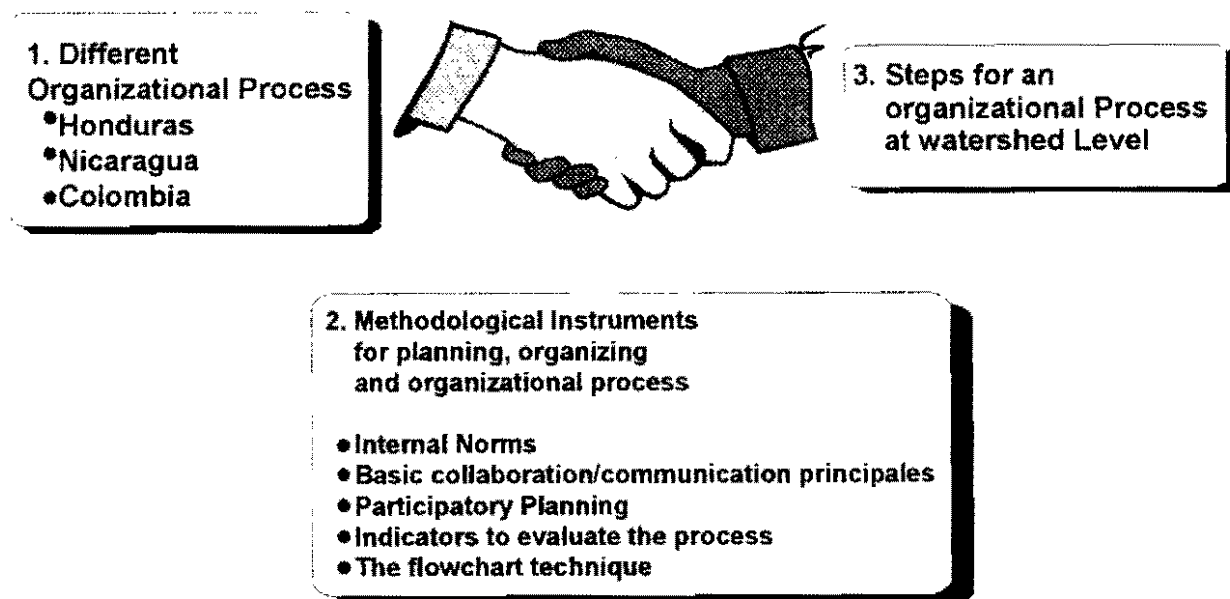 1. Different
Organizational Process
•Honduras
•Nicaragua
•Colombia
3. Steps for an
organizational Process
at watershed Level
2. Methodological Instruments
for planning, organizing
and organizational process
•Internal Norms
•Basic collaboration/communication principales
•Participatory Planning
•Indicators to evaluate the process
•The flowchart technique